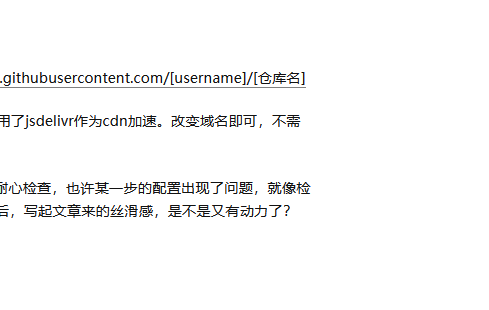 .githubusercontent.com/[username]/[仓库名]
用了jsdelivr作为cdn加速。改变域名即可，不需
耐心检查，也许某一步的配置出现了问题，就像检
后，写起文章来的丝滑感，是不是又有动力了？